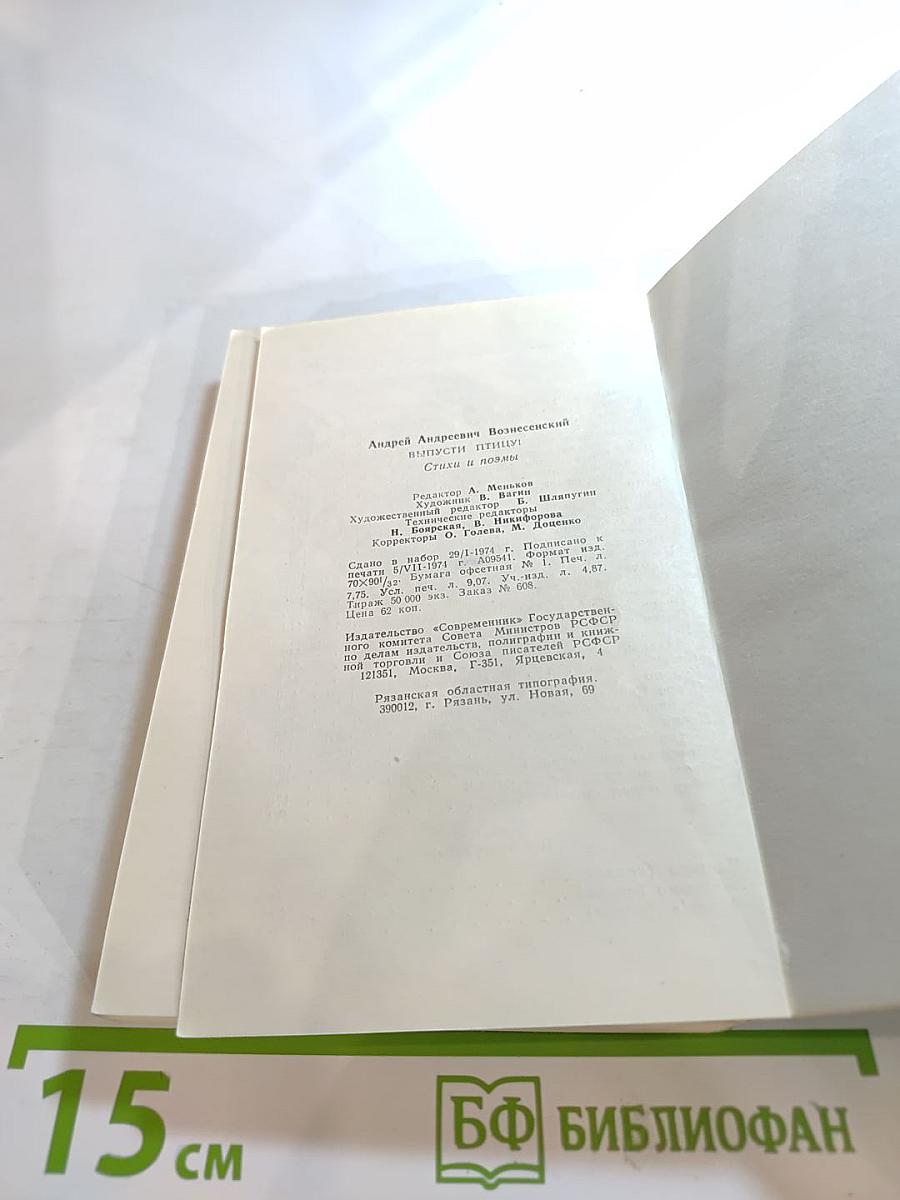 Андрей Андреевич Вознесенский
ВЫПУСТИ ПТИЦУ!
Стихи и поэмы
Редактор А. Меньков
Художник В. Вагин
Художественный редактор Б. Шляпугин
Технические редакторы
Н. Боярская, В. Никифорова
Корректоры О. Голева, М. Доценко
Сдано в набор 29/I-1974 г. Подписано к
печати 5/VII-1974 г. А09541. Формат изд.
70×90¹/₃₂. Бумага офсетная № 1. Печ. л.
7,75. Усл. печ. л. 9,07. Уч.-изд. л. 4,87.
Тираж 50 000 экз. Заказ № 608.
Цена 62 коп.
Издательство «Современник» Государствен-
ного комитета Совета Министров РСФСР
по делам издательств, полиграфии и книж-
ной торговли и Союза писателей РСФСР
121351, Москва, Г-351, Ярцевская, 4
Рязанская областная типография.
390012, г. Рязань, ул. Новая, 69
15 см
БФ БИБЛИОФАН